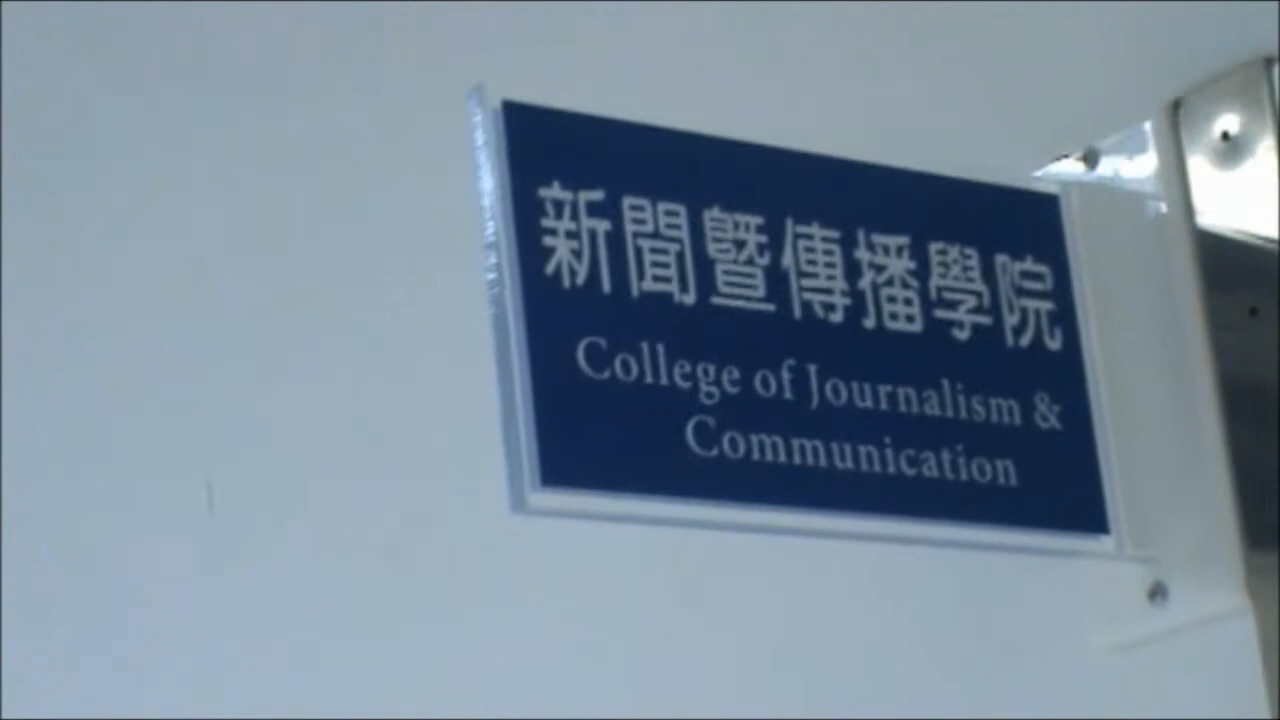 新聞暨傳播學院
College of Journalism &
Communication